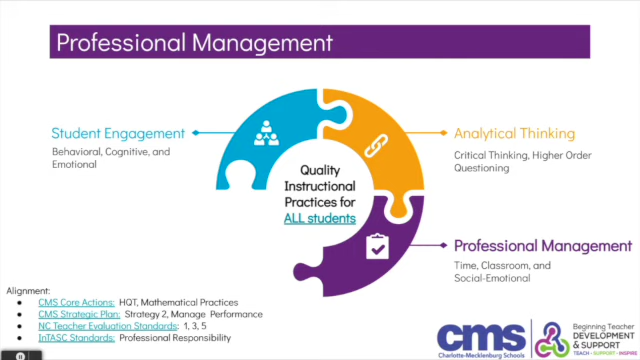 Professional Management
Student Engagement
Behavioral, Cognitive, and
Emotional
Analytical Thinking
Critical Thinking, Higher Order
Questioning
Quality
Instructional
Practices for
ALL students
Professional Management
Time, Classroom, and
Social-Emotional
Alignment:
● CMS Core Actions: HQT, Mathematical Practices
● CMS Strategic Plan: Strategy 2, Manage Performance
● NC Teacher Evaluation Standards: 1, 3, 5
● InTASC Standards: Professional Responsibility
cms
Charlotte-Mecklenburg Schools
Beginning Teacher
DEVELOPMENT
& SUPPORT
TEACH · SUPPORT · INSPIRE